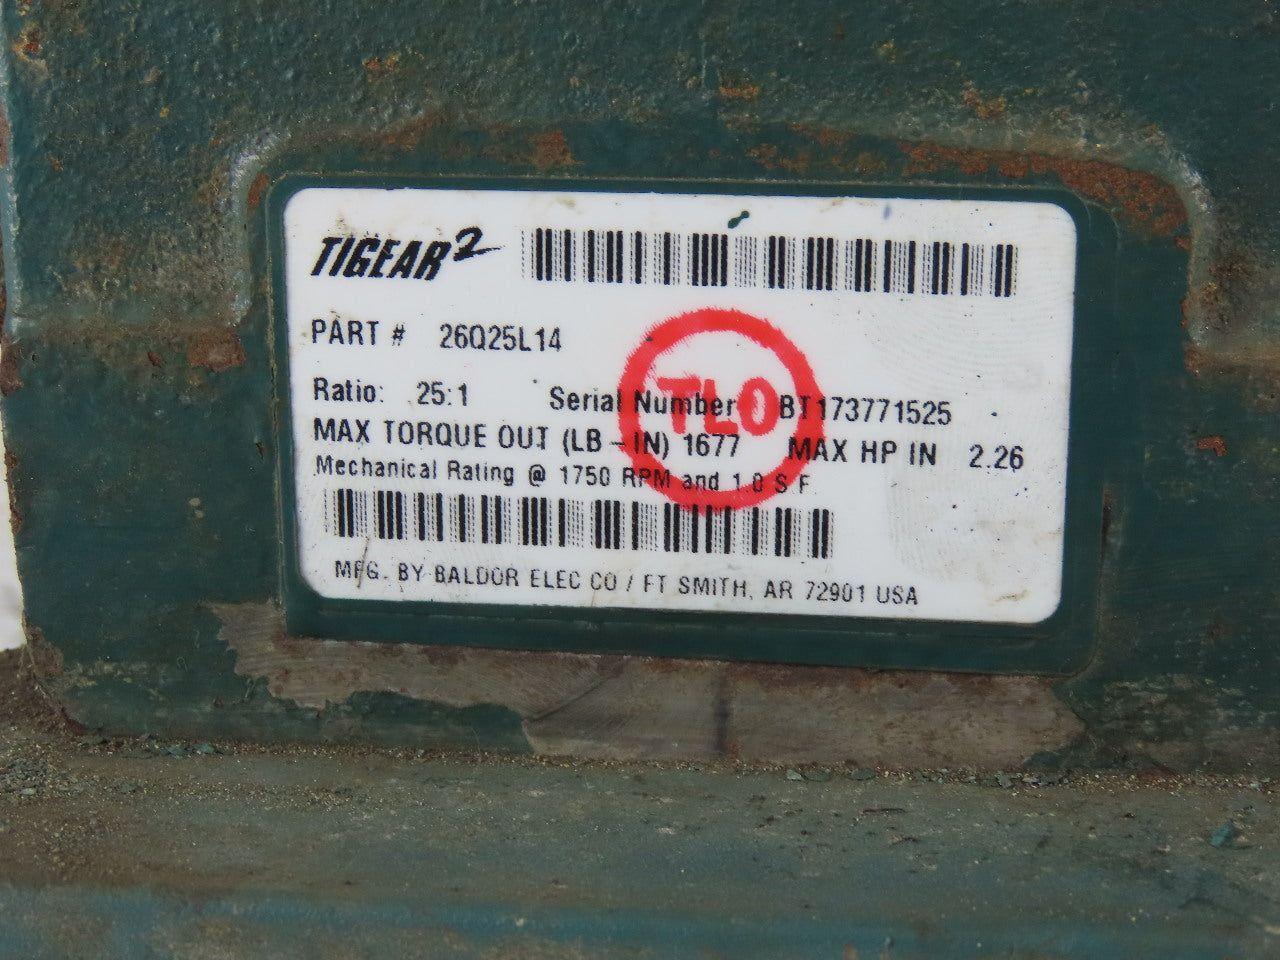 TIGEAR2
PART # 26Q25L14
Ratio: 25:1 Serial Number BT173771525
TLO
MAX TORQUE OUT (LB - IN) 1677 MAX HP IN 2.26
Mechanical Rating @ 1750 RPM and 1.0 S F
MFG. BY BALDOR ELEC CO / FT SMITH, AR 72901 USA